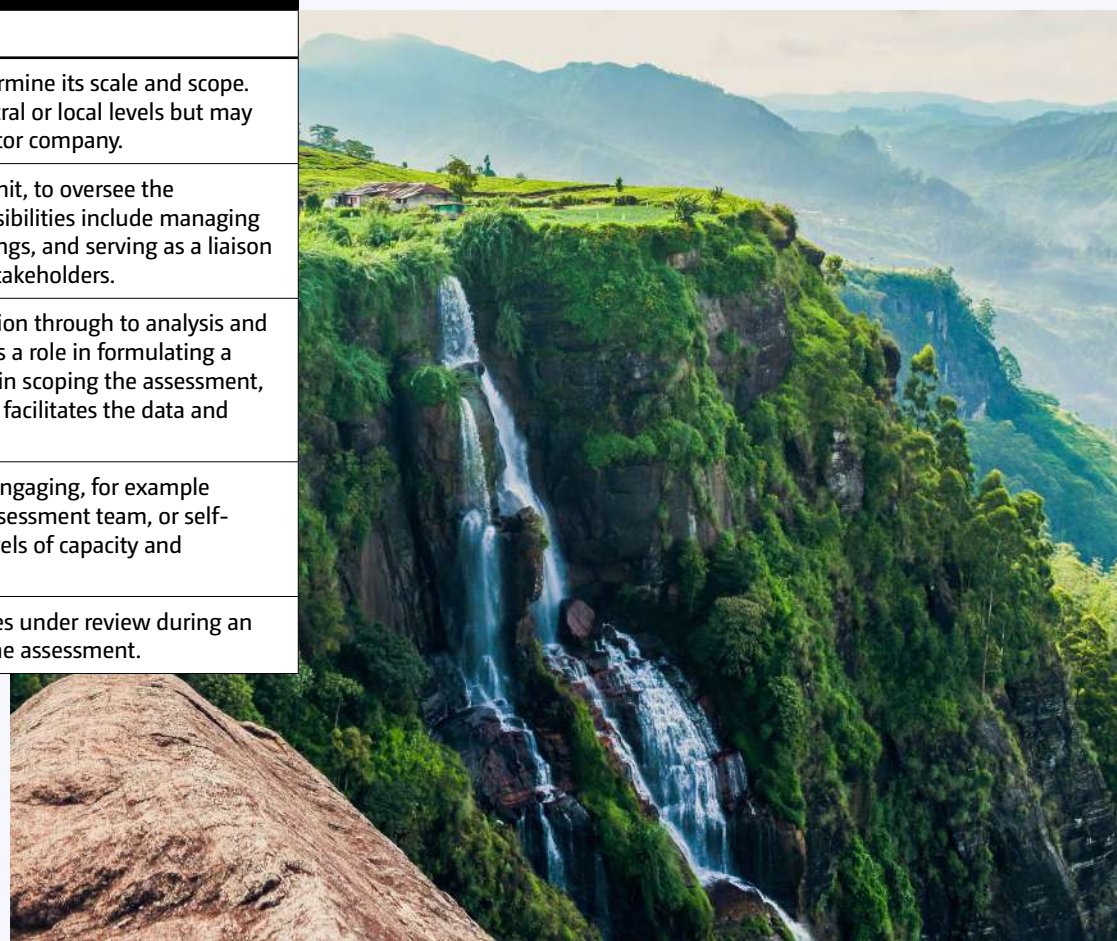 rmine its scale and scope.
tral or local levels but may
tor company.
nit, to oversee the
sibilities include managing
ngs, and serving as a liaison
takeholders.
ion through to analysis and
s a role in formulating a
in scoping the assessment,
facilitates the data and
ngaging, for example
sessment team, or self-
vels of capacity and
es under review during an
he assessment.